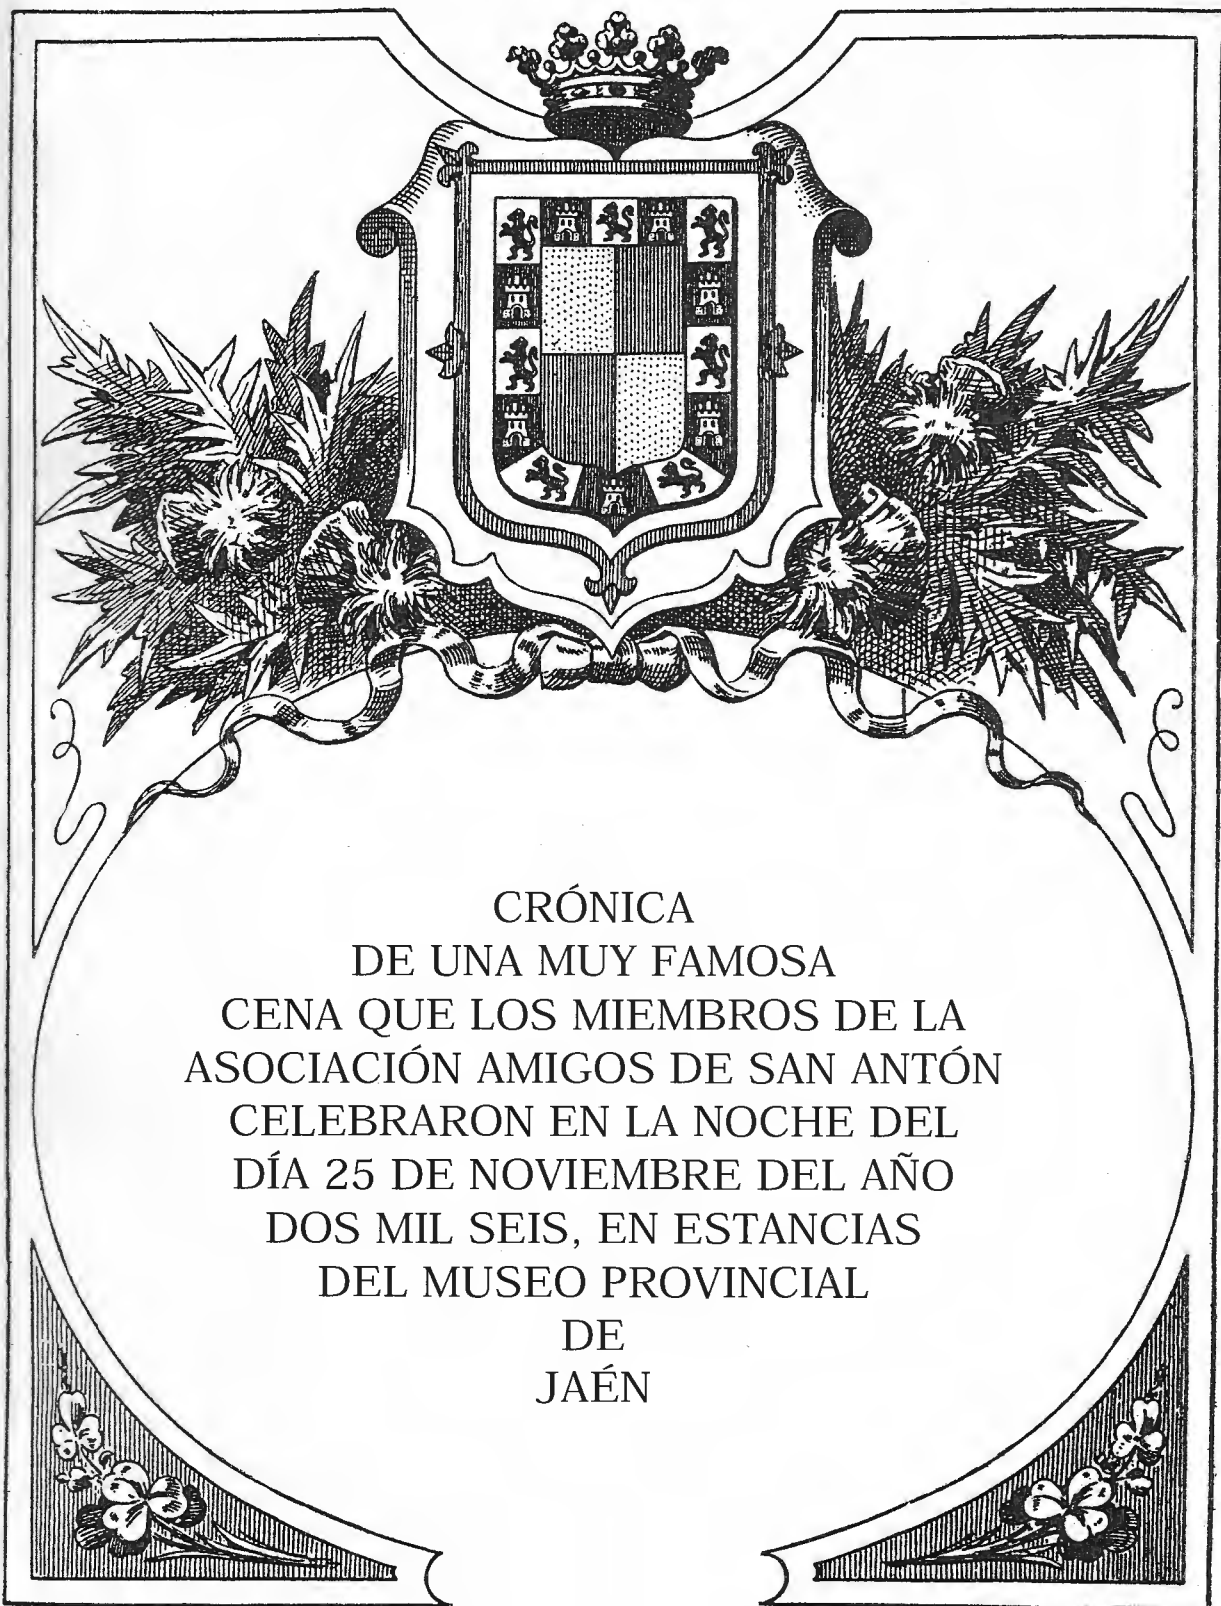 CRÓNICA
DE UNA MUY FAMOSA
CENA QUE LOS MIEMBROS DE LA
ASOCIACIÓN AMIGOS DE SAN ANTÓN
CELEBRARON EN LA NOCHE DEL
DÍA 25 DE NOVIEMBRE DEL AÑO
DOS MIL SEIS, EN ESTANCIAS
DEL MUSEO PROVINCIAL
DE
JAÉN